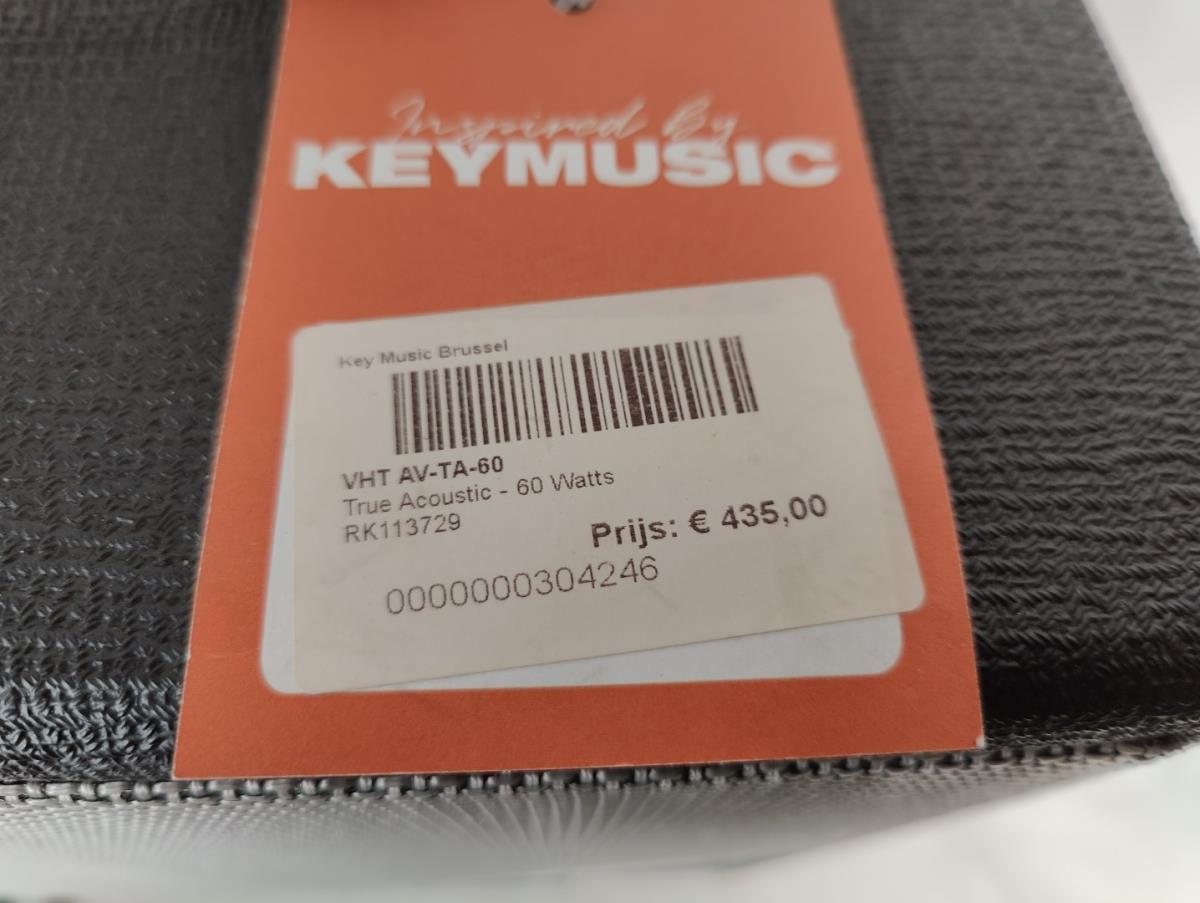 Inspired by
KEYMUSIC
Key Music Brussel
VHT AV-TA-60
True Acoustic - 60 Watts
RK113729
Prijs: € 435,00
0000000304246